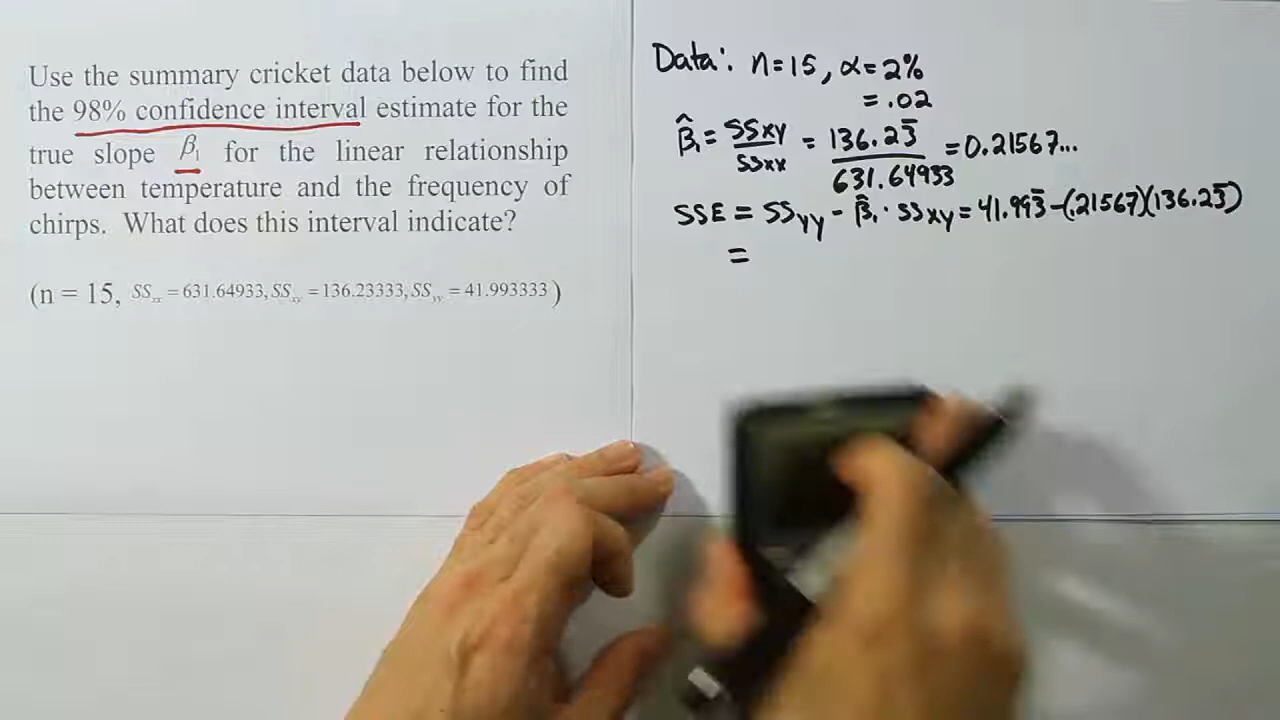 Use the summary cricket data below to find
the 98% confidence interval estimate for the
true slope β₁ for the linear relationship
between temperature and the frequency of
chirps. What does this interval indicate?
(n = 15, SSxx = 631.64933, SSxy = 136.23333, SSyy = 41.993333)
Data: n=15, α=2%
= .02
β̂₁ = SSxy/SSxx = 136.23̅/631.64933 = 0.21567...
SSE = SSyy - β̂₁ · SSxy = 41.993̅ - (.21567)(136.23̅)
=